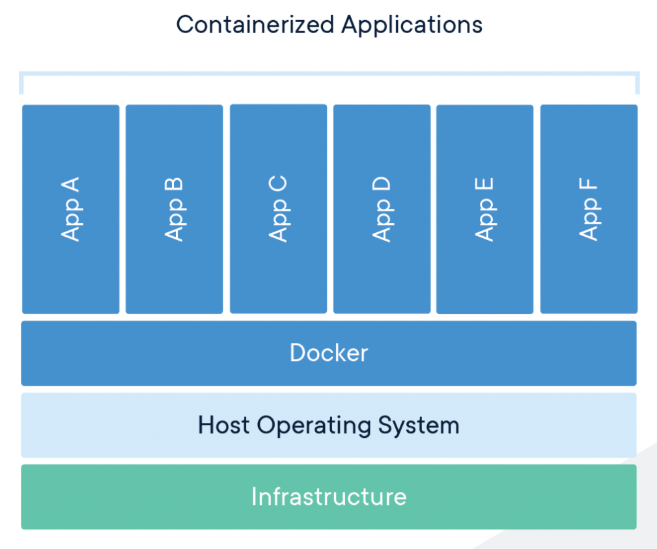 Containerized Applications
App A
App B
App C
App D
App E
App F
Docker
Host Operating System
Infrastructure